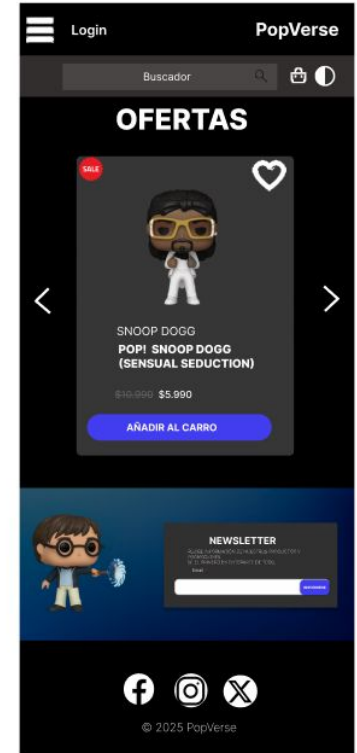 Login
PopVerse
Buscador
OFERTAS
SALE
SNOOP DOGG
POP! SNOOP DOGG
(SENSUAL SEDUCTION)
$10.990 $5.990
AÑADIR AL CARRO
NEWSLETTER
Email
© 2025 PopVerse